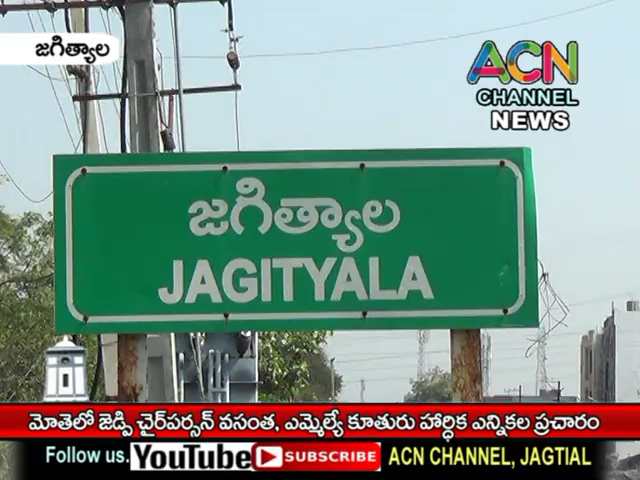 జగిత్యాల
ACN
CHANNEL
NEWS
జగిత్యాల
JAGITYALA
మోతెలో జెడ్పి చైర్‌పర్సన్ వసంత, ఎమ్మెల్యే కూతురు హర్ధిక ఎన్నికల ప్రచారం
Follow us. YouTube SUBSCRIBE ACN CHANNEL, JAGTIAL